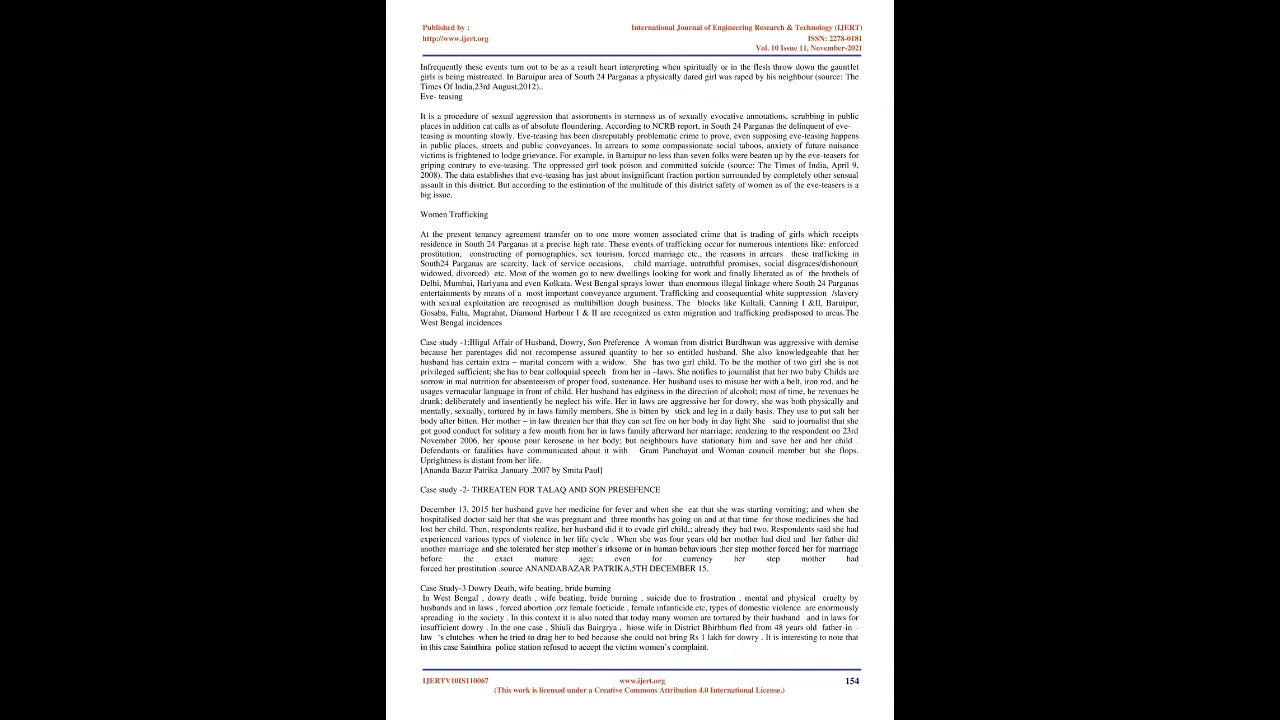 Published by :
International Journal of Engineering Research & Technology (IJERT)
http://www.ijert.org
ISSN: 2278-0181
Vol. 10 Issue 11, November-2021
Infrequently these events turn out to be as a result heart interpreting when spiritually or in the flesh throw down the gauntlet
girls is being mistreated. In Baruipur area of South 24 Parganas a physically dared girl was raped by his neighbour (source: The
Times Of India,23rd August,2012)..
Eve- teasing
It is a procedure of sexual aggression that assortments in sternness as of sexually evocative annotations, scrubbing in public
places in addition cat calls as of absolute floundering. According to NCRB report, in South 24 Parganas the delinquent of eve-
teasing is mounting slowly. Eve-teasing has been disreputably problematic crime to prove, even supposing eve-teasing happens
in public places, streets and public conveyances. In arrears to some compassionate social taboos, anxiety of future nuisance
victims is frightened to lodge grievance. For example, in Baruipur no less than seven folks were beaten up by the eve-teasers for
griping contrary to eve-teasing. The oppressed girl took poison and committed suicide (source: The Times of India, April 9,
2008). The data establishes that eve-teasing has just about insignificant fraction portion surrounded by completely other sensual
assault in this district. But according to the estimation of the multitude of this district safety of women as of the eve-teasers is a
big issue.
Women Trafficking
At the present tenancy agreement transfer on to one more women associated crime that is trading of girls which receipts
residence in South 24 Parganas at a precise high rate. These events of trafficking occur for numerous intentions like: enforced
prostitution, constructing of pornographics, sex tourism, forced marriage etc., the reasons in arrears these trafficking in
South24 Parganas are scarcity, lack of service occasions, child marriage, untruthful promises, social disgraces/dishonour(
widowed, divorced) etc. Most of the women go to new dwellings looking for work and finally liberated as of the brothels of
Delhi, Mumbai, Hariyana and even Kolkata. West Bengal sprays lower than enormous illegal linkage where South 24 Parganas
entertainments by means of a most important conveyance argument. Trafficking and consequential white suppression /slavery
with sexual exploitation are recognised as multibillion dough business. The blocks like Kultali, Canning I &II, Baruipur,
Gosaba, Falta, Magrahat, Diamond Hurbour I & II are recognized as extra migration and trafficking predisposed to areas.The
West Bengal incidences
Case study -1:Illigal Affair of Husband, Dowry, Son Preference A woman from district Burdhwan was aggressive with demise
because her parentages did not recompense assured quantity to her so entitled husband. She also knowledgeable that her
husband has certain extra – marital concern with a widow. She has two girl child. To be the mother of two girl she is not
privileged sufficient; she has to bear colloquial speech from her in –laws. She notifies to journalist that her two baby Childs are
sorrow in mal nutrition for absenteeism of proper food, sustenance. Her husband uses to misuse her with a belt, iron rod, and he
usages vernacular language in front of child. Her husband has edginess in the direction of alcohol; most of time, he revenues be
drunk; deliberately and insentiently he neglect his wife. Her in laws are aggressive her for dowry, she was both physically and
mentally, sexually, tortured by in laws family members. She is bitten by stick and leg in a daily basis. They use to put salt her
body after bitten. Her mother – in law threaten her that they can set fire on her body in day light She said to journalist that she
got good conduct for solitary a few month from her in laws family afterward her marriage; rendering to the respondent on 23rd
November 2006, her spouse pour kerosene in her body; but neighbours have stationary him and save her and her child .
Defendants or fatalities have communicated about it with Gram Panchayat and Woman council member but she flops.
Uprightness is distant from her life.
[Ananda Bazar Patrika ,January ,2007 by Smita Paul]
Case study -2- THREATEN FOR TALAQ AND SON PRESEFENCE
December 13, 2015 her husband gave her medicine for fever and when she eat that she was starting vomiting; and when she
hospitalised doctor said her that she was pregnant and three months has going on and at that time for those medicines she had
lost her child. Then, respondents realize, her husband did it to evade girl child,; already they had two. Respondents said she had
experienced various types of violence in her life cycle . When she was four years old her mother had died and her father did
another marriage and she tolerated her step mother's irksome or in human behaviours ;her step mother forced her for marriage
before the exact mature age; even for currency her step mother had
forced her prostitution .source ANANDABAZAR PATRIKA,5TH DECEMBER 15.
Case Study-3 Dowry Death, wife beating, bride burning
In West Bengal , dowry death , wife beating, bride burning , suicide due to frustration , mental and physical cruelty by
husbands and in laws , forced abortion ,orz female foeticide , female infanticide etc, types of domestic violence are enormously
spreading in the society . In this context it is also noted that today many women are tortured by their husband and in laws for
insufficient dowry . In the one case , Shiuli das Bairgrya , hiose wife in District Bhirbhum fled from 48 years old father-in –
law 's clutches when he tried to drag her to bed because she could not bring Rs 1 lakh for dowry . It is interesting to note that
in this case Sainthira police station refused to accept the victim women's complaint.
IJERTV10IS110067
www.ijert.org
154
(This work is licensed under a Creative Commons Attribution 4.0 International License.)